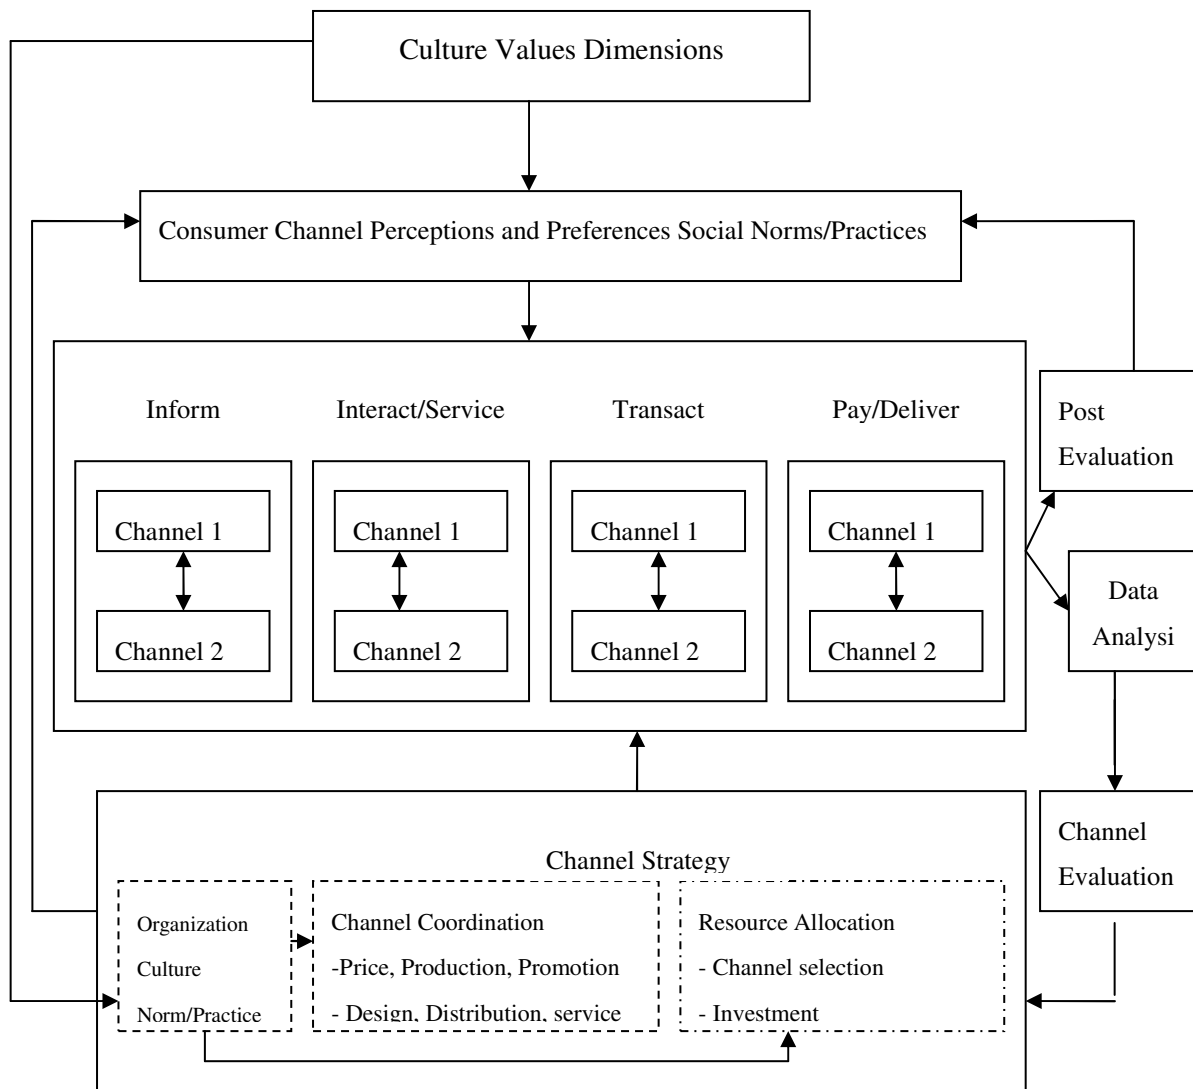 Culture Values Dimensions
Consumer Channel Perceptions and Preferences Social Norms/Practices
Inform
Interact/Service
Transact
Pay/Deliver
Channel 1
Channel 2
Channel 1
Channel 2
Channel 1
Channel 2
Channel 1
Channel 2
Post
Evaluation
Data
Analysi
Channel
Evaluation
Channel Strategy
Organization
Culture
Norm/Practice
Channel Coordination
-Price, Production, Promotion
- Design, Distribution, service
Resource Allocation
- Channel selection
- Investment